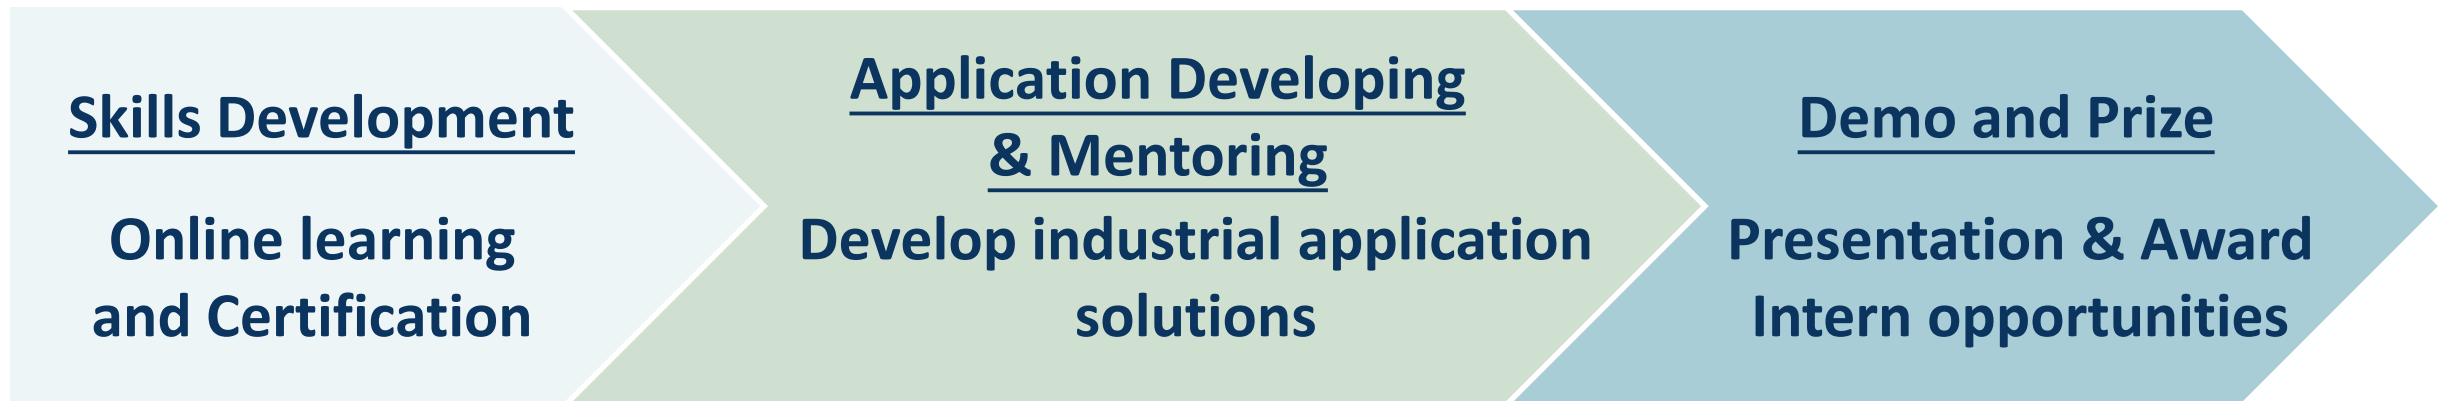 Skills Development
Online learning
and Certification
Application Developing
& Mentoring
Develop industrial application
solutions
Demo and Prize
Presentation & Award
Intern opportunities